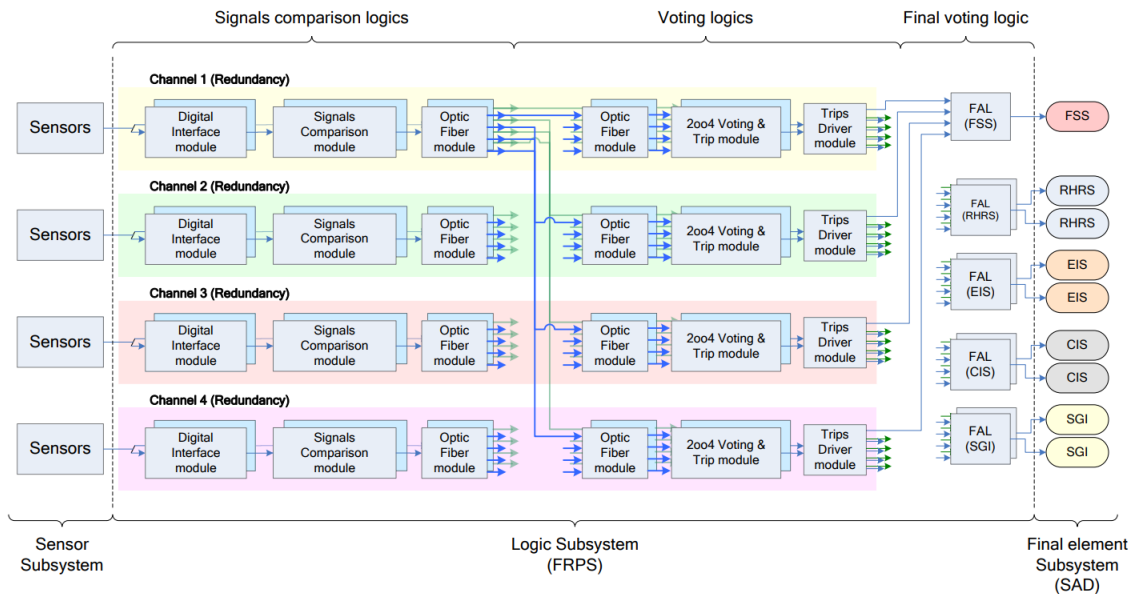 Signals comparison logics
Voting logics
Final voting logic
Channel 1 (Redundancy)
Sensors
Digital
Interface
module
Signals
Comparison
module
Optic
Fiber
module
Optic
Fiber
module
2oo4 Voting &
Trip module
Trips
Driver
module
FAL
(FSS)
FSS
Channel 2 (Redundancy)
Sensors
Digital
Interface
module
Signals
Comparison
module
Optic
Fiber
module
Optic
Fiber
module
2oo4 Voting &
Trip module
Trips
Driver
module
FAL
(RHRS)
RHRS
RHRS
Channel 3 (Redundancy)
Sensors
Digital
Interface
module
Signals
Comparison
module
Optic
Fiber
module
Optic
Fiber
module
2oo4 Voting &
Trip module
Trips
Driver
module
FAL
(EIS)
EIS
EIS
FAL
(CIS)
CIS
CIS
Channel 4 (Redundancy)
Sensors
Digital
Interface
module
Signals
Comparison
module
Optic
Fiber
module
Optic
Fiber
module
2oo4 Voting &
Trip module
Trips
Driver
module
FAL
(SGI)
SGI
SGI
Sensor
Subsystem
Logic Subsystem
(FRPS)
Final element
Subsystem
(SAD)